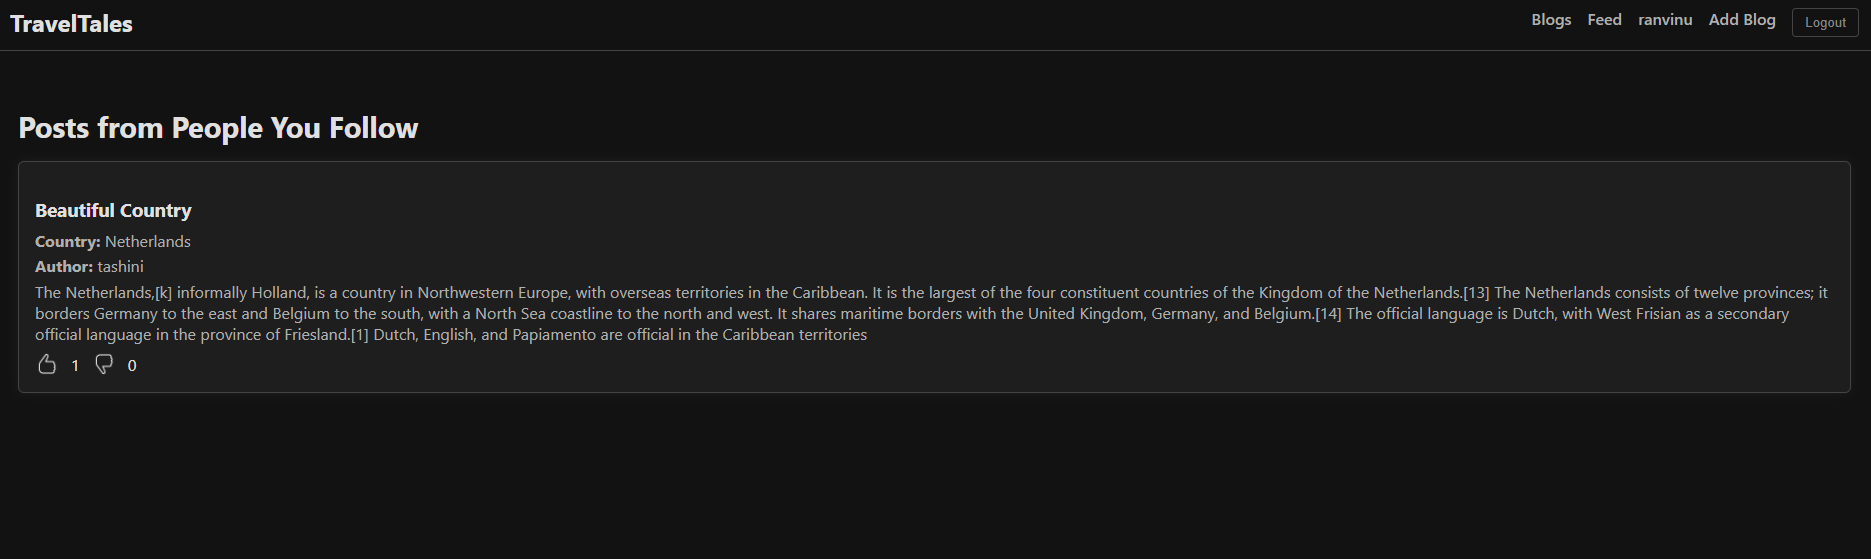 TravelTales
Blogs Feed ranvinu Add Blog Logout
Posts from People You Follow
Beautiful Country
Country: Netherlands
Author: tashini
The Netherlands,[k] informally Holland, is a country in Northwestern Europe, with overseas territories in the Caribbean. It is the largest of the four constituent countries of the Kingdom of the Netherlands.[13] The Netherlands consists of twelve provinces; it
borders Germany to the east and Belgium to the south, with a North Sea coastline to the north and west. It shares maritime borders with the United Kingdom, Germany, and Belgium.[14] The official language is Dutch, with West Frisian as a secondary
official language in the province of Friesland.[1] Dutch, English, and Papiamento are official in the Caribbean territories
1 0